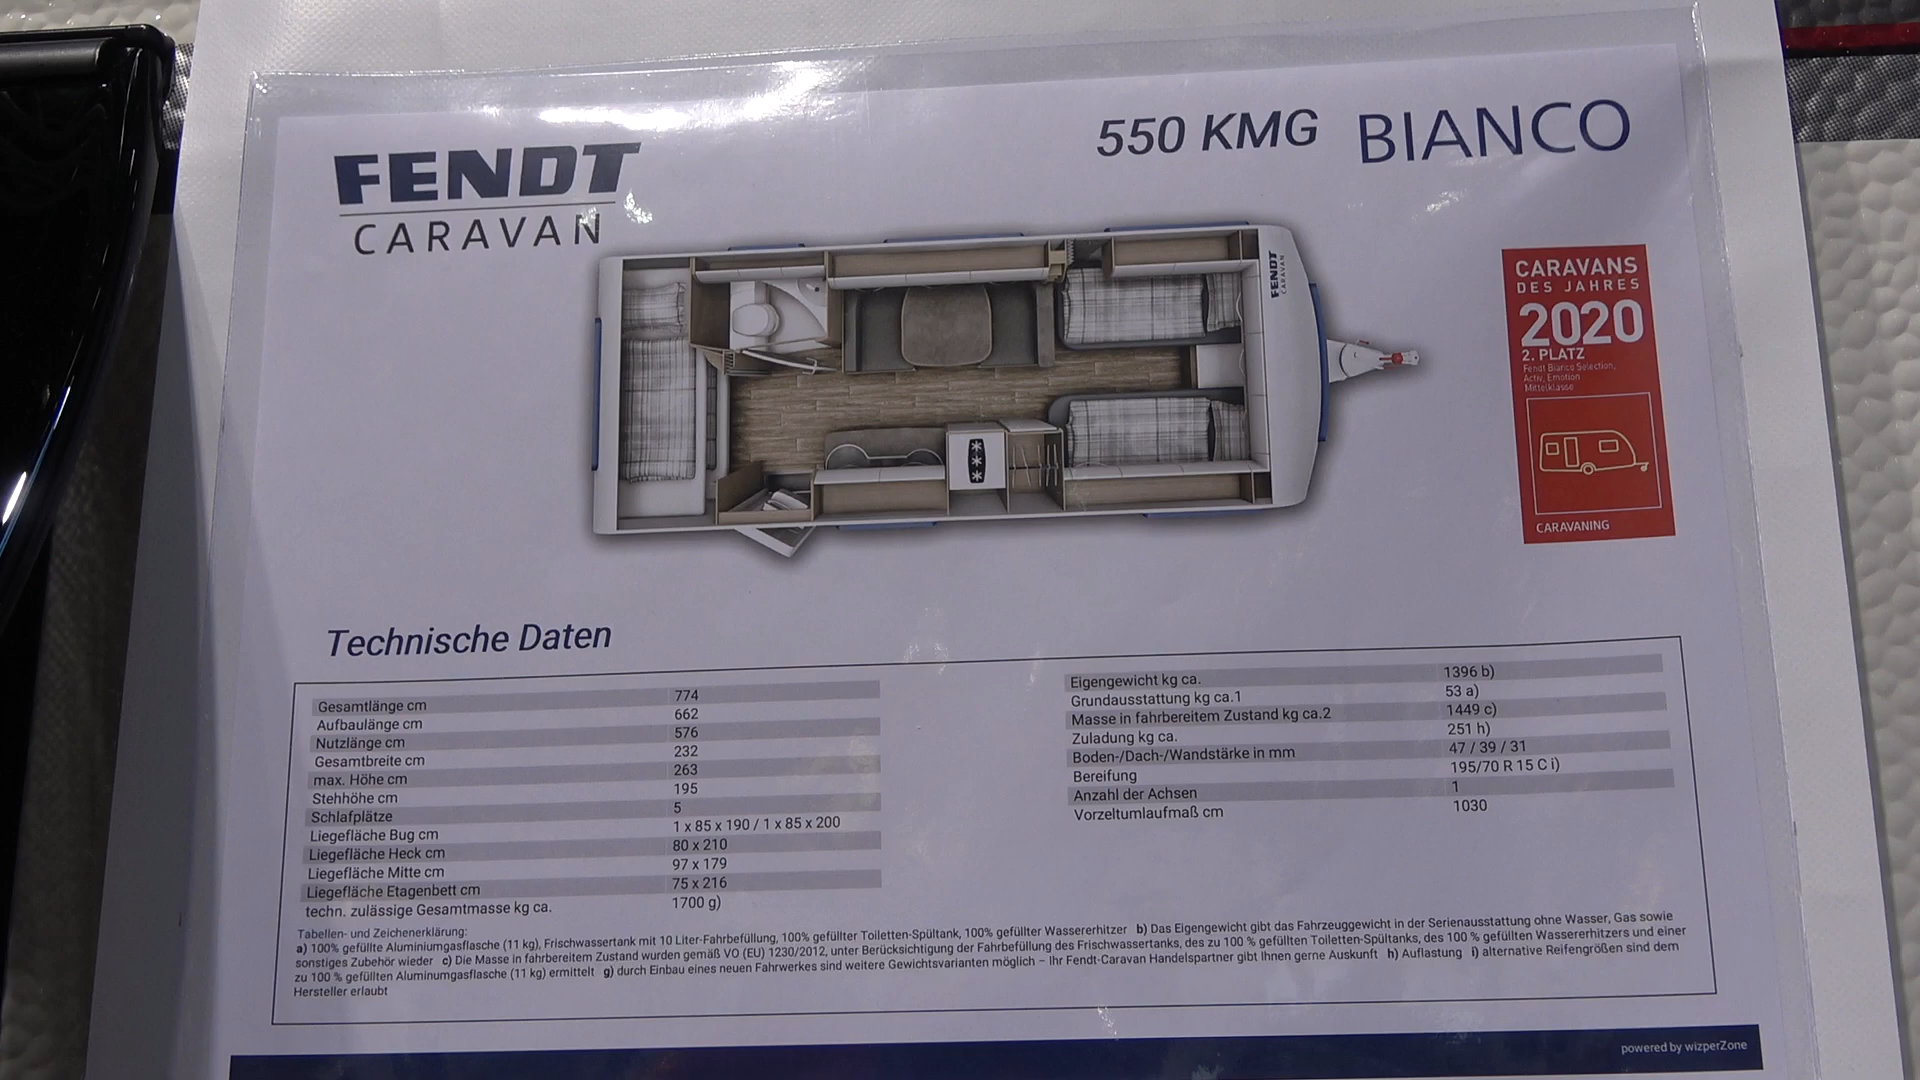 FENDT
CARAVAN
550 KMG BIANCO
FENDT
CARAVAN
CARAVANS
DES JAHRES
2020
2. PLATZ
Fendt Bianco Selection,
Activ, Emotion
Mittelklasse
CARAVANING
Technische Daten
Gesamtlänge cm 774
Aufbaulänge cm 662
Nutzlänge cm 576
Gesamtbreite cm 232
max. Höhe cm 263
Stehhöhe cm 195
Schlafplätze 5
Liegefläche Bug cm 1 x 85 x 190 / 1 x 85 x 200
Liegefläche Heck cm 80 x 210
Liegefläche Mitte cm 97 x 179
Liegefläche Etagenbett cm 75 x 216
techn. zulässige Gesamtmasse kg ca. 1700 g)
Eigengewicht kg ca. 1396 b)
Grundausstattung kg ca.1 53 a)
Masse in fahrbereitem Zustand kg ca.2 1449 c)
Zuladung kg ca. 251 h)
Boden-/Dach-/Wandstärke in mm 47 / 39 / 31
Bereifung 195/70 R 15 C i)
Anzahl der Achsen 1
Vorzeltumlaufmaß cm 1030
Tabellen- und Zeichenerklärung:
a) 100% gefüllte Aluminiumgasflasche (11 kg), Frischwassertank mit 10 Liter-Fahrbefüllung, 100% gefüllter Toiletten-Spültank, 100% gefüllter Wassererhitzer b) Das Eigengewicht gibt das Fahrzeuggewicht in der Serienausstattung ohne Wasser, Gas sowie
sonstiges Zubehör wieder c) Die Masse in fahrbereitem Zustand wurden gemäß VO (EU) 1230/2012, unter Berücksichtigung der Fahrbefüllung des Frischwassertanks, des zu 100 % gefüllten Toiletten-Spültanks, des 100 % gefüllten Wassererhitzers und einer
zu 100 % gefüllten Aluminumgasflasche (11 kg) ermittelt g) durch Einbau eines neuen Fahrwerkes sind weitere Gewichtsvarianten möglich – Ihr Fendt-Caravan Handelspartner gibt Ihnen gerne Auskunft h) Auflastung i) alternative Reifengrößen sind dem
Hersteller erlaubt
powered by wizperZone